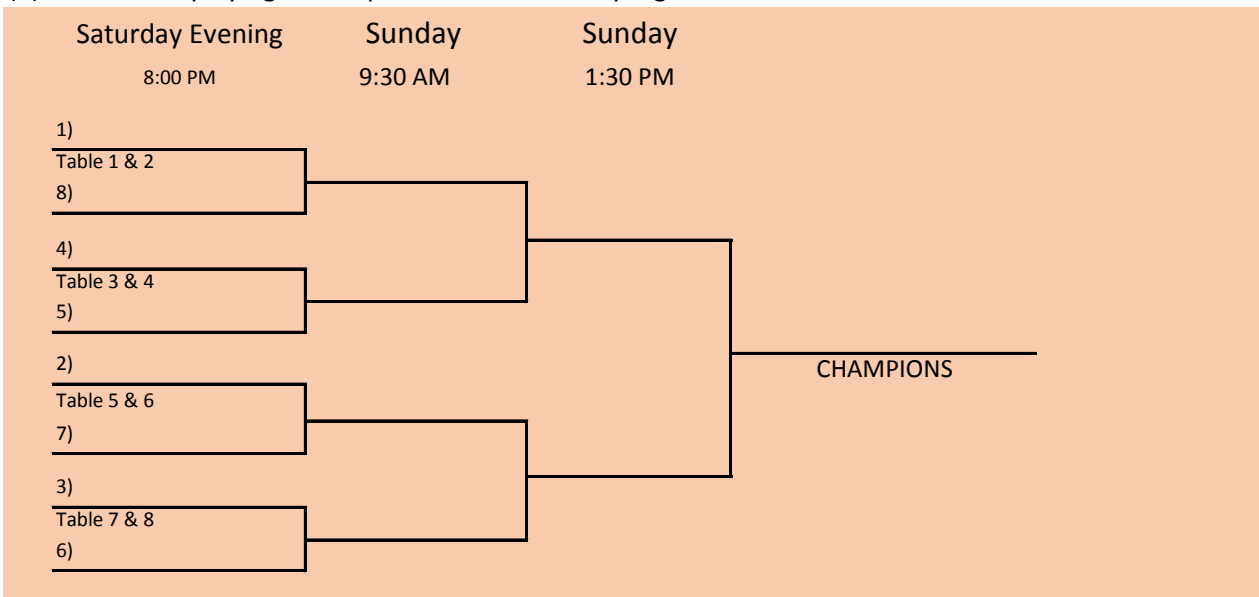 Saturday Evening Sunday Sunday
8:00 PM 9:30 AM 1:30 PM
1)
Table 1 & 2
8)
4)
Table 3 & 4
5)
2)
CHAMPIONS
Table 5 & 6
7)
3)
Table 7 & 8
6)